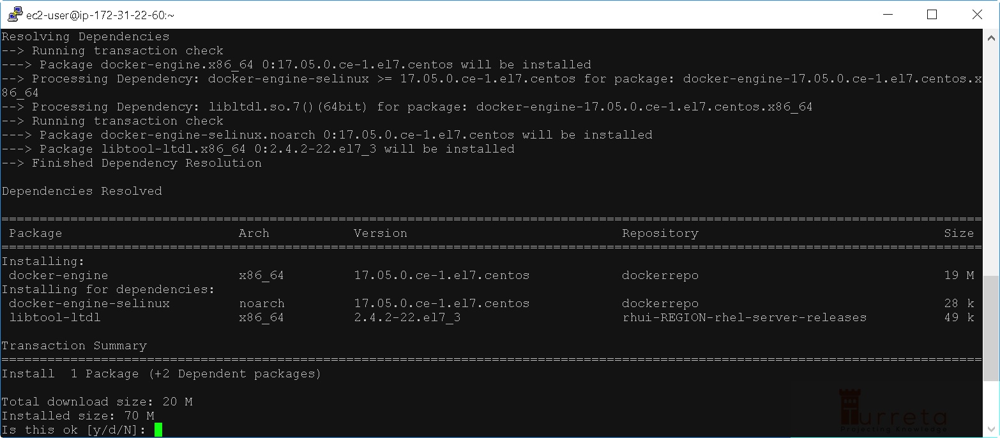 ec2-user@ip-172-31-22-60:~
Resolving Dependencies
--> Running transaction check
---> Package docker-engine.x86_64 0:17.05.0.ce-1.el7.centos will be installed
--> Processing Dependency: docker-engine-selinux >= 17.05.0.ce-1.el7.centos for package: docker-engine-17.05.0.ce-1.el7.centos.x
86_64
--> Processing Dependency: libltdl.so.7()(64bit) for package: docker-engine-17.05.0.ce-1.el7.centos.x86_64
--> Running transaction check
---> Package docker-engine-selinux.noarch 0:17.05.0.ce-1.el7.centos will be installed
---> Package libtool-ltdl.x86_64 0:2.4.2-22.el7_3 will be installed
--> Finished Dependency Resolution
Dependencies Resolved
================================================================================================================================
Package Arch Version Repository Size
================================================================================================================================
Installing:
docker-engine x86_64 17.05.0.ce-1.el7.centos dockerrepo 19 M
Installing for dependencies:
docker-engine-selinux noarch 17.05.0.ce-1.el7.centos dockerrepo 28 k
libtool-ltdl x86_64 2.4.2-22.el7_3 rhui-REGION-rhel-server-releases 49 k
Transaction Summary
================================================================================================================================
Install 1 Package (+2 Dependent packages)
Total download size: 20 M
Installed size: 70 M
Is this ok [y/d/N]:
Turreta
Projecting Knowledge